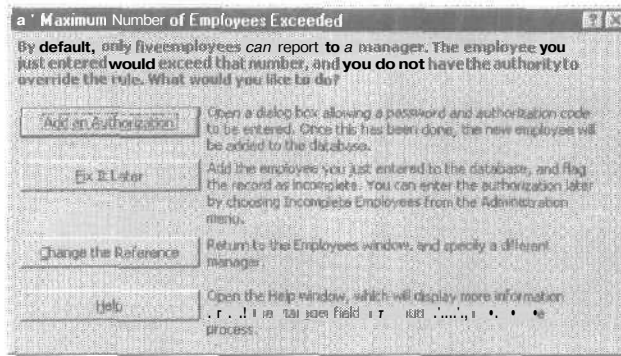 Maximum Number of Employees Exceeded
By default, only five employees can report to a manager. The employee you
just entered would exceed that number, and you do not have the authority to
override the rule. What would you like to do?
Add an Authorization
Open a dialog box allowing a password and authorization code
to be entered. Once this has been done, the new employee will
be added to the database.
Fix It Later
Add the employee you just entered to the database, and flag
the record as incomplete. You can enter the authorization later
by choosing Incomplete Employees from the Administration
menu.
Change the Reference
Return to the Employees window, and specify a different
manager.
Help
Open the Help window, which will display more information
field
process.